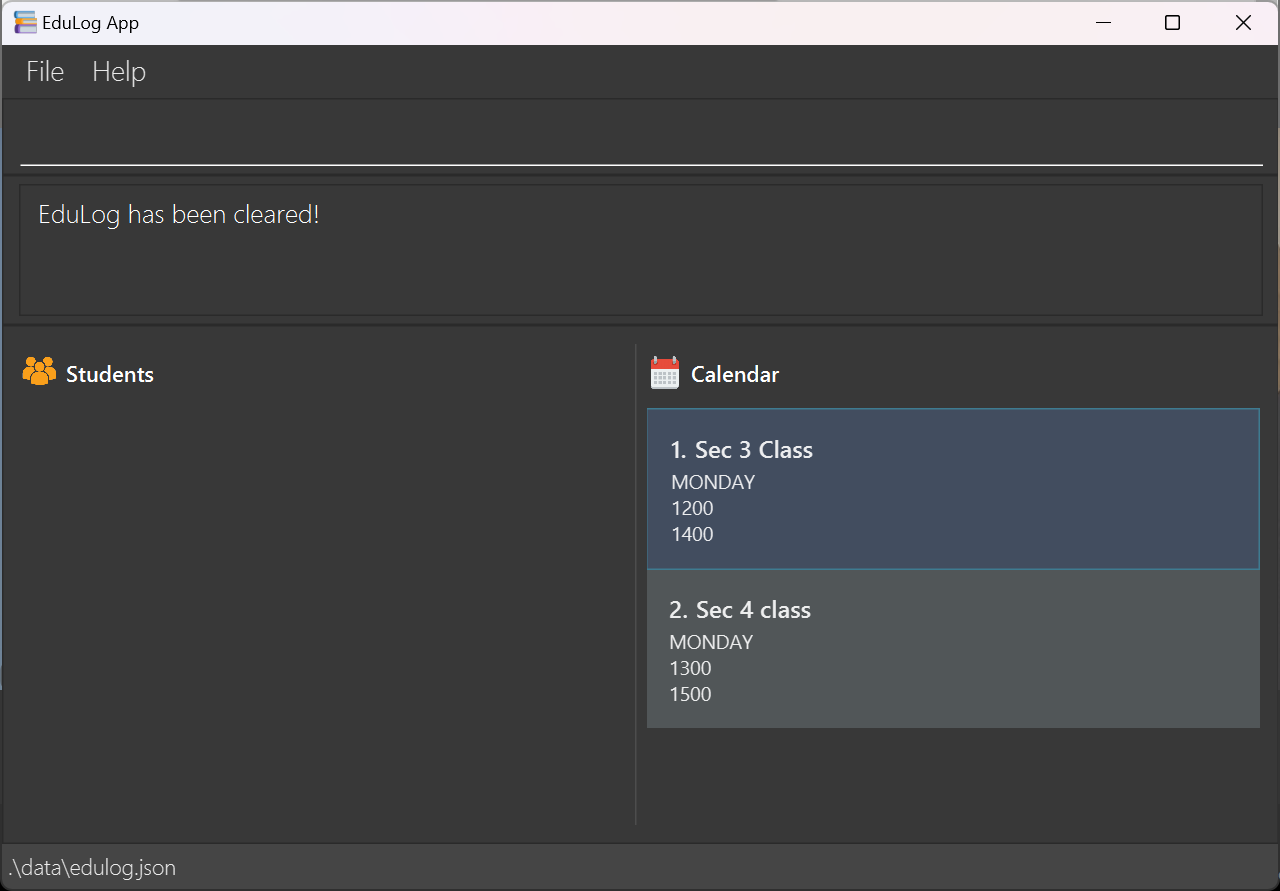 EduLog App
File Help
EduLog has been cleared!
Students
Calendar
1. Sec 3 Class
MONDAY
1200
1400
2. Sec 4 class
MONDAY
1300
1500
.\data\edulog.json